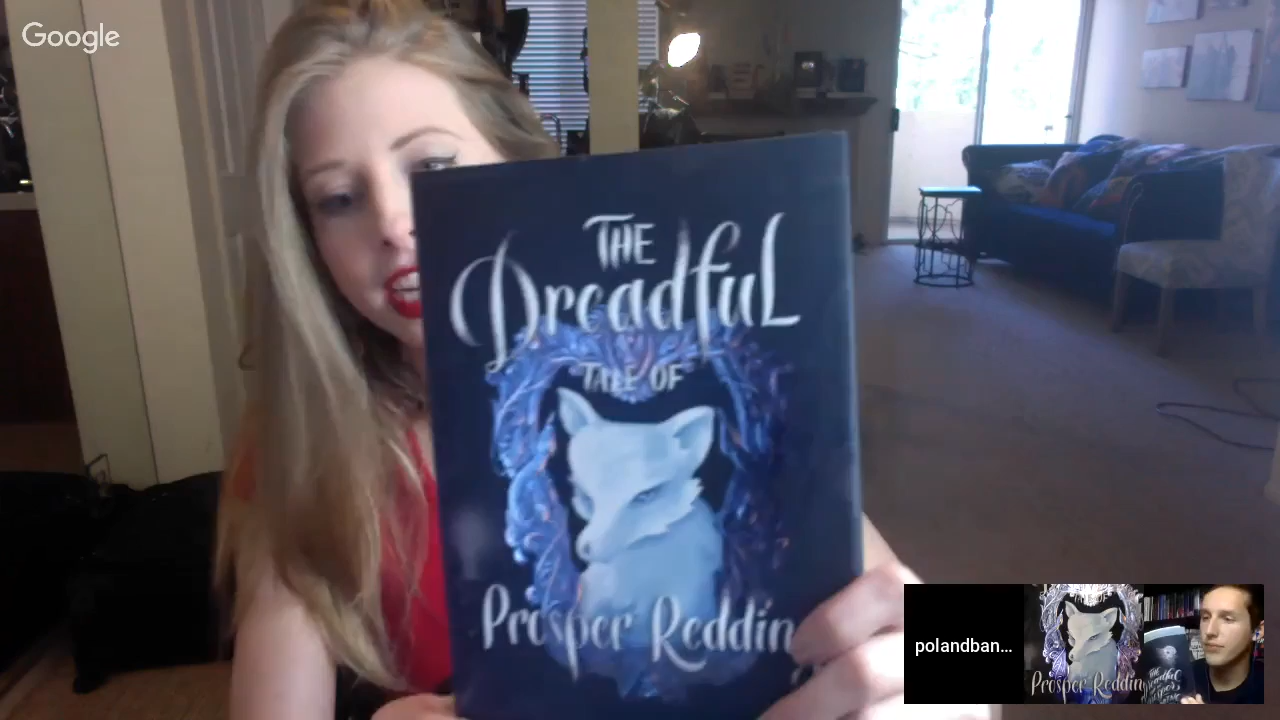 Google
THE
Dreadful
TALE OF
Prosper Reddin
polandban...
Prosper Reddin